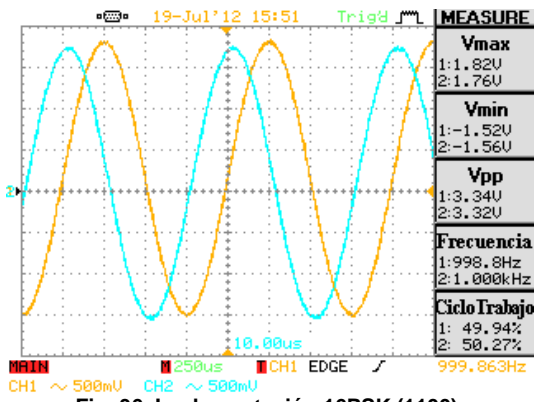 19-Jul'12 15:51 Trig'd MEASURE
Vmax
1:1.82V
2:1.76V
Vmin
1:-1.52V
2:-1.56V
Vpp
1:3.34V
2:3.32V
Frecuencia
1:998.8Hz
2:1.000kHz
CicloTrabajo
1: 49.94%
2: 50.27%
2
10.00us
MAIN M 250us T CH1 EDGE 999.863Hz
CH1 ~ 500mV CH2 ~ 500mV